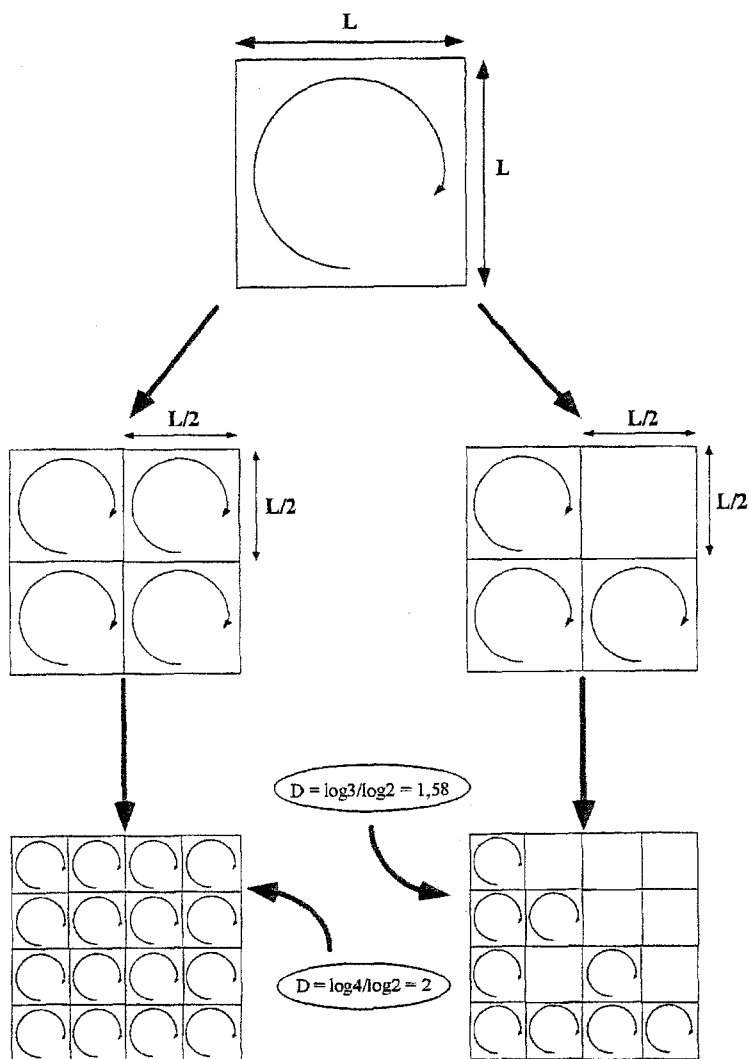 L
L
L/2
L/2
L/2
L/2
D = log3/log2 = 1,58
D = log4/log2 = 2